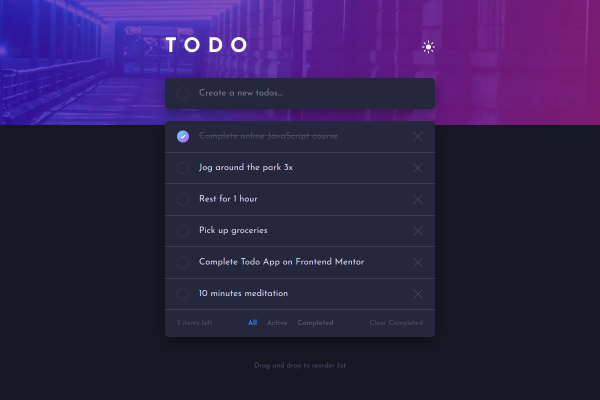 TODO
Create a new todos...
Complete online JavaScript course
Jog around the park 3x
Rest for 1 hour
Pick up groceries
Complete Todo App on Frontend Mentor
10 minutes meditation
5 items left All Active Completed Clear Completed
Drag and drop to reorder list